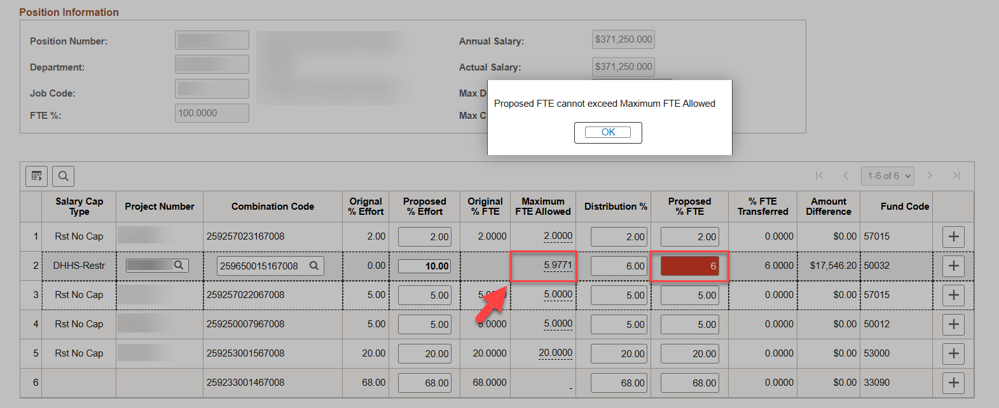 Position Information
Position Number:
Annual Salary: $371,250.000
Department:
Actual Salary: $371,250.000
Job Code:
Max D
FTE %: 100.0000
Max C
Proposed FTE cannot exceed Maximum FTE Allowed
OK
1-6 of 6
Salary Cap Type Project Number Combination Code Orignal % Effort Proposed % Effort Original % FTE Maximum FTE Allowed Distribution % Proposed % FTE % FTE Transferred Amount Difference Fund Code
1 Rst No Cap 259257023167008 2.00 2.00 2.0000 2.0000 2.00 2.00 0.0000 $0.00 57015
2 DHHS-Restr 259650015167008 0.00 10.00 5.9771 6.00 6 6.0000 $17,546.20 50032
3 Rst No Cap 259257022067008 5.00 5.00 5.0000 5.0000 5.00 5.00 0.0000 $0.00 57015
4 Rst No Cap 259250007967008 5.00 5.00 5.0000 5.0000 5.00 5.00 0.0000 $0.00 50012
5 Rst No Cap 259253001567008 20.00 20.00 20.0000 20.0000 20.00 20.00 0.0000 $0.00 53000
6 259233001467008 68.00 68.00 68.0000 - 68.00 68.00 0.0000 $0.00 33090